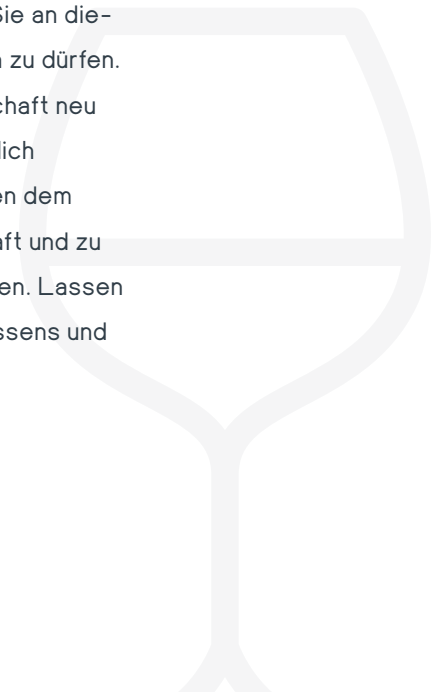 Sie an die-
zu dürfen.
chaft neu
lich
en dem
aft und zu
en. Lassen
ssens und